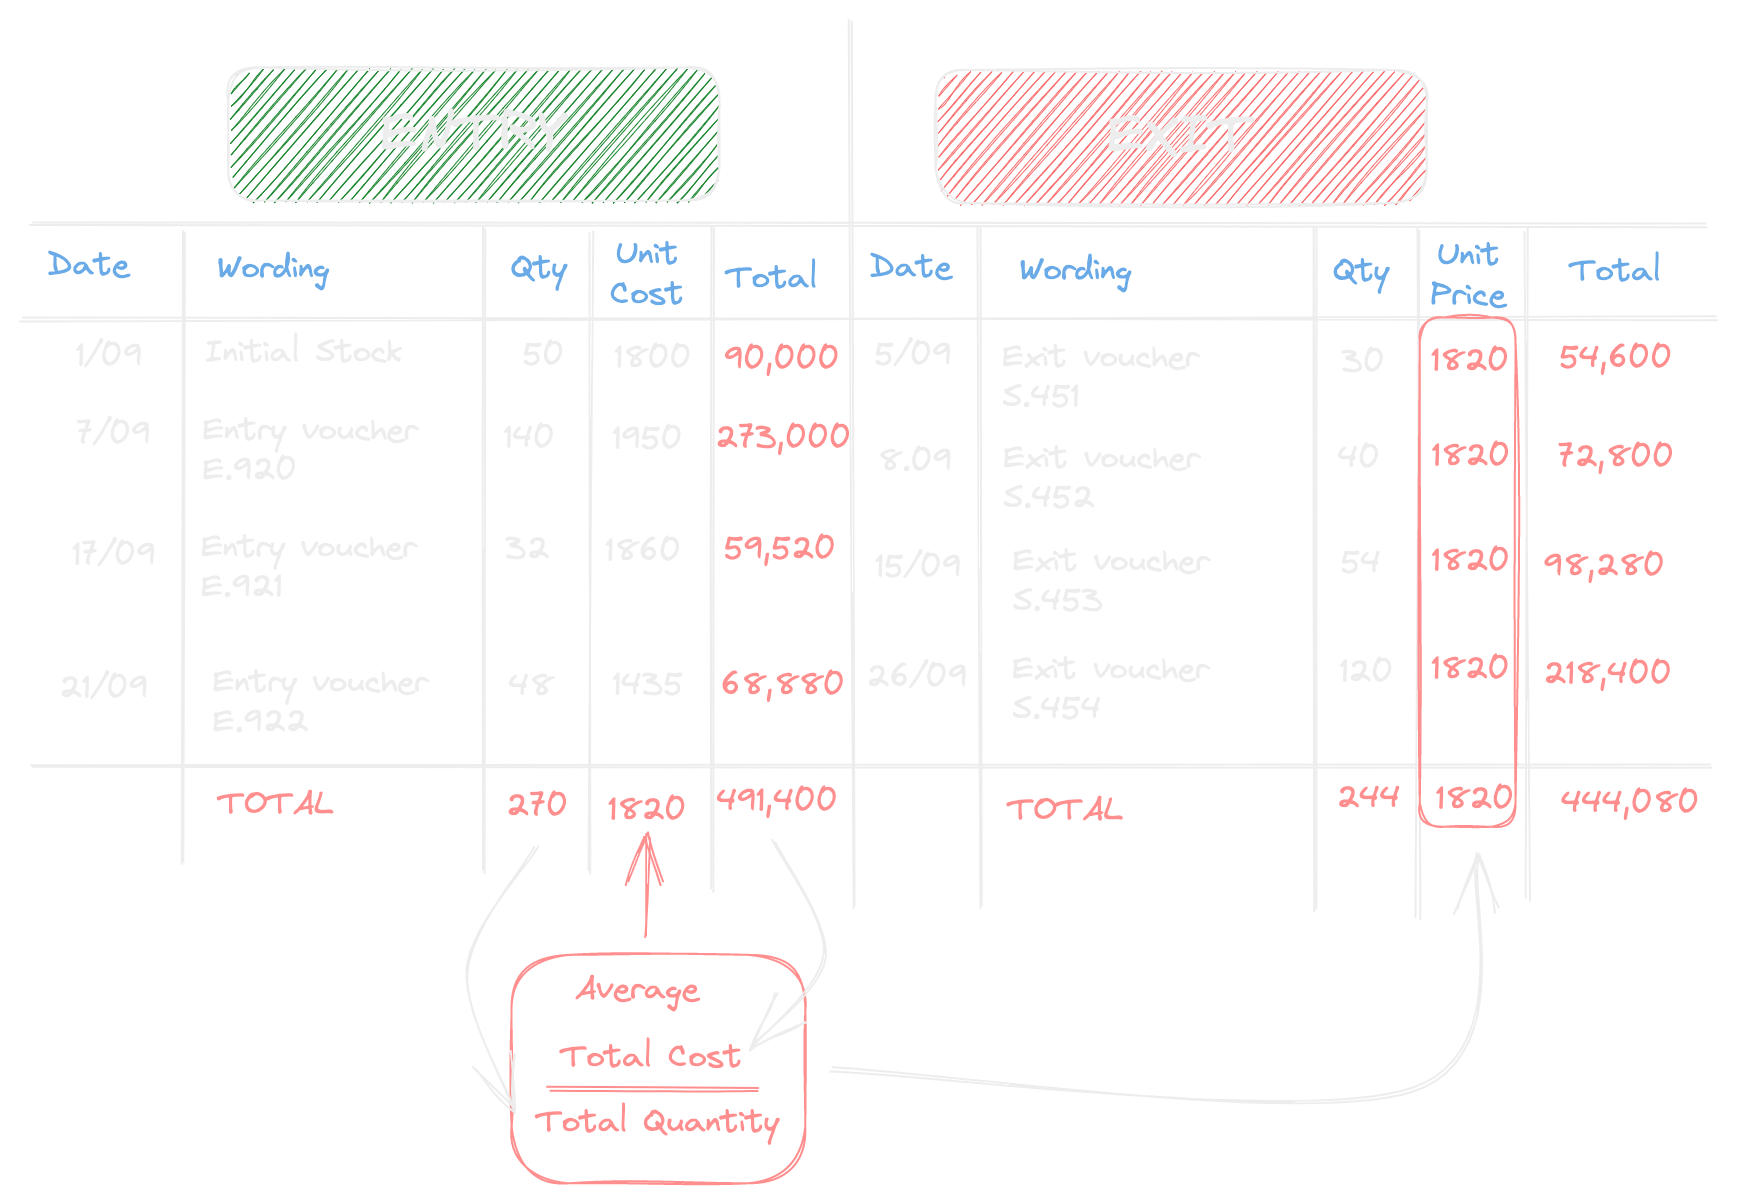 ENTRY
EXIT
Date
Wording
Qty
Unit
Cost
Total
Date
Wording
Qty
Unit
Price
Total
1/09
Initial Stock
50
1800
90,000
5/09
Exit voucher
S.451
30
1820
54,600
7/09
Entry voucher
E.920
140
1950
273,000
8.09
Exit voucher
S.452
40
1820
72,800
17/09
Entry voucher
E.921
32
1860
59,520
15/09
Exit voucher
S.453
54
1820
98,280
21/09
Entry voucher
E.922
48
1435
68,880
26/09
Exit voucher
S.454
120
1820
218,400
TOTAL
270
1820
491,400
TOTAL
244
1820
444,080
Average
Total Cost
Total Quantity